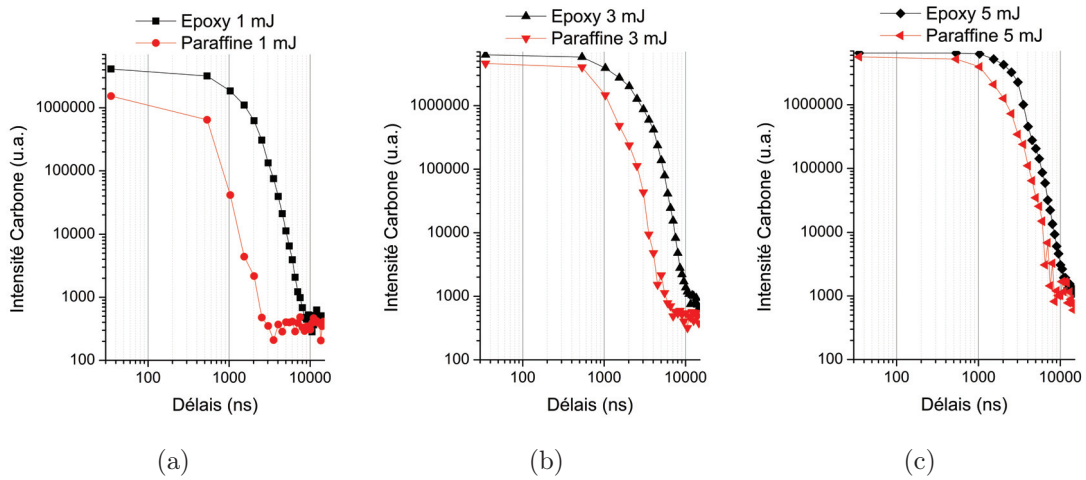 Epoxy 1 mJ
Paraffine 1 mJ
Intensité Carbone (u.a.)
1000000
100000
10000
1000
100
100
1000
10000
Délais (ns)
(a)
Epoxy 3 mJ
Paraffine 3 mJ
Intensité Carbone (u.a.)
1000000
100000
10000
1000
100
100
1000
10000
Délais (ns)
(b)
Epoxy 5 mJ
Paraffine 5 mJ
Intensité Carbone (u.a.)
1000000
100000
10000
1000
100
100
1000
10000
Délais (ns)
(c)